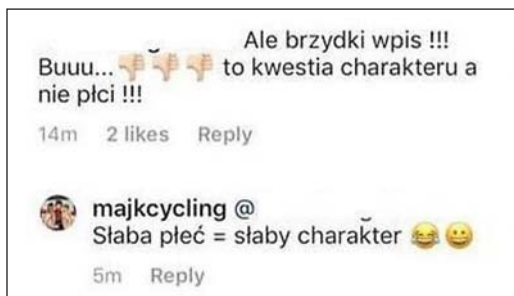 Ale brzydki wpis !!!
Buuu... 👎🏻 👎🏻 👎🏻 to kwestia charakteru a
nie płci !!!
14m 2 likes Reply
majkcycling @
Słaba płeć = słaby charakter 😂 😀
5m Reply